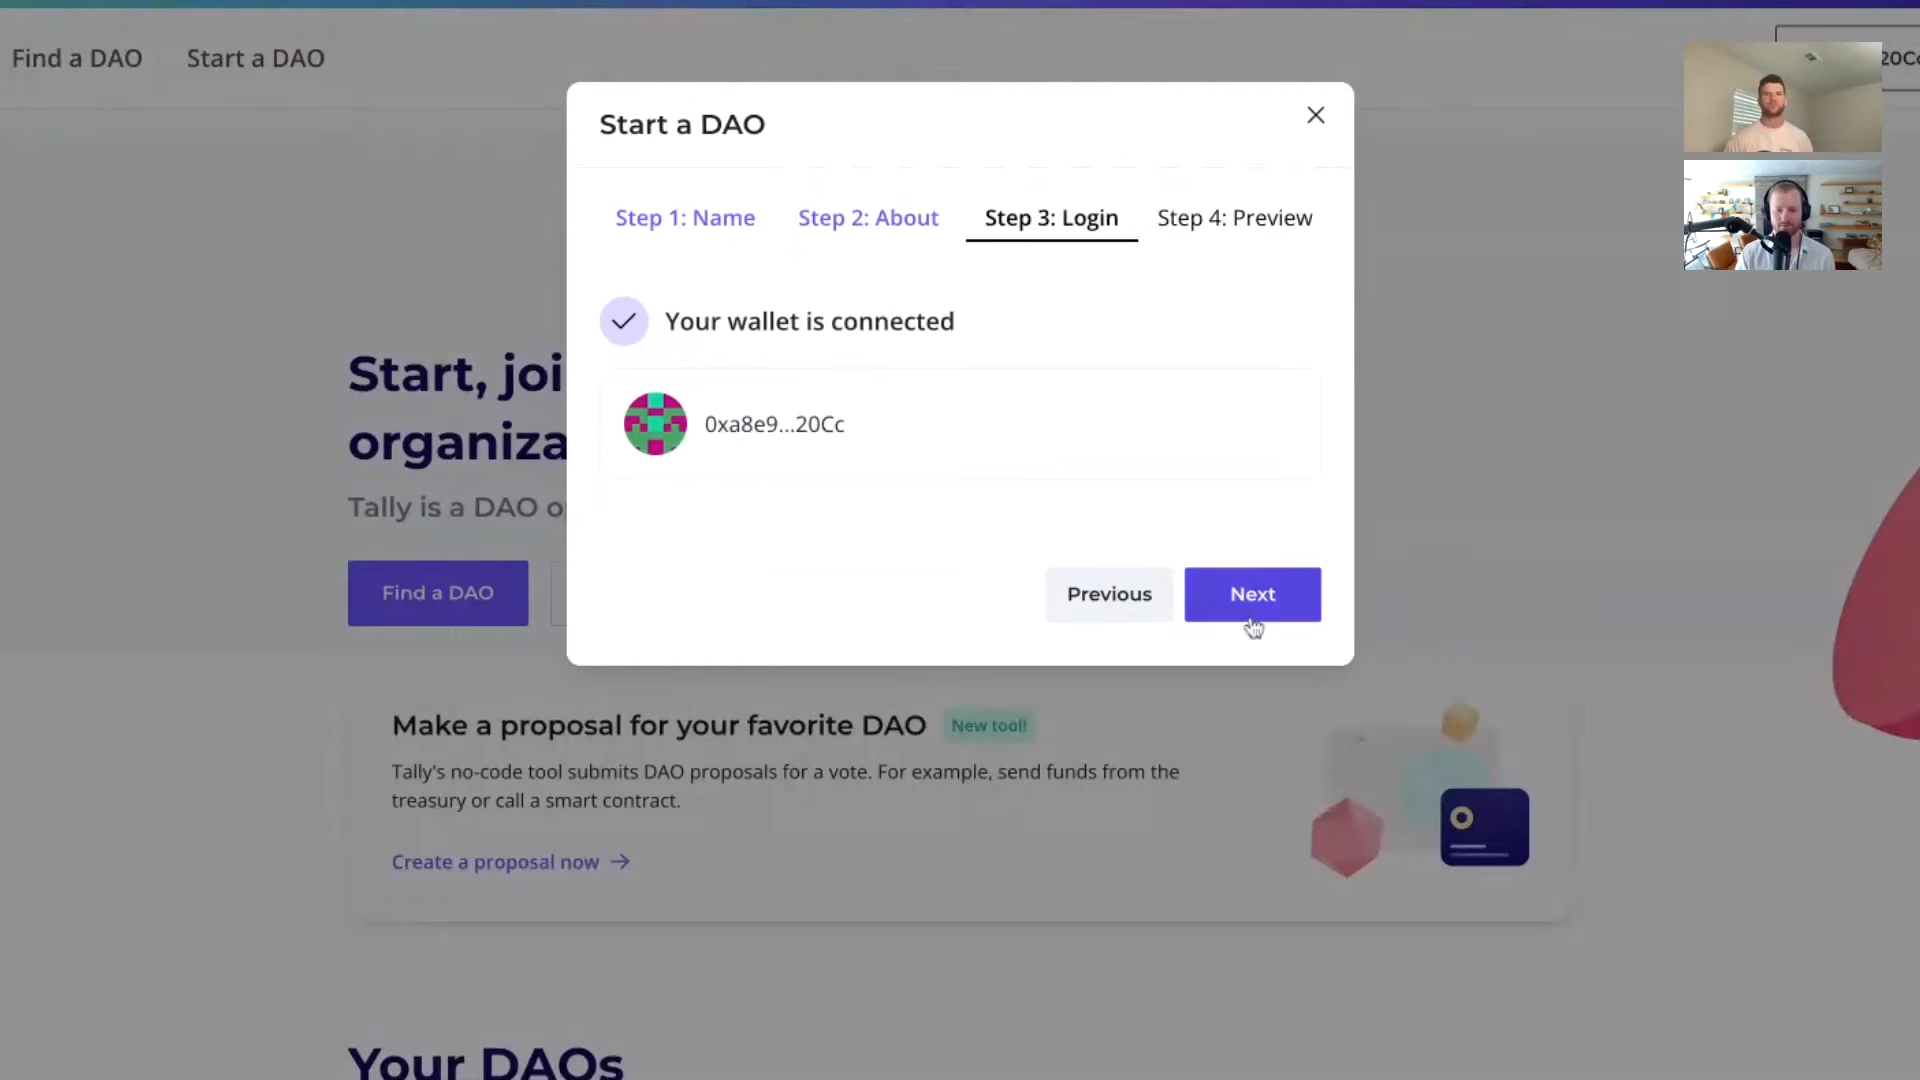 Find a DAO
Start a DAO
20Cc
Start a DAO
Step 1: Name
Step 2: About
Step 3: Login
Step 4: Preview
Your wallet is connected
0xa8e9...20Cc
Previous
Next
Start, joi
organiza
Tally is a DAO o
Find a DAO
Make a proposal for your favorite DAO
New tool!
Tally's no-code tool submits DAO proposals for a vote. For example, send funds from the
treasury or call a smart contract.
Create a proposal now →
Your DAOs